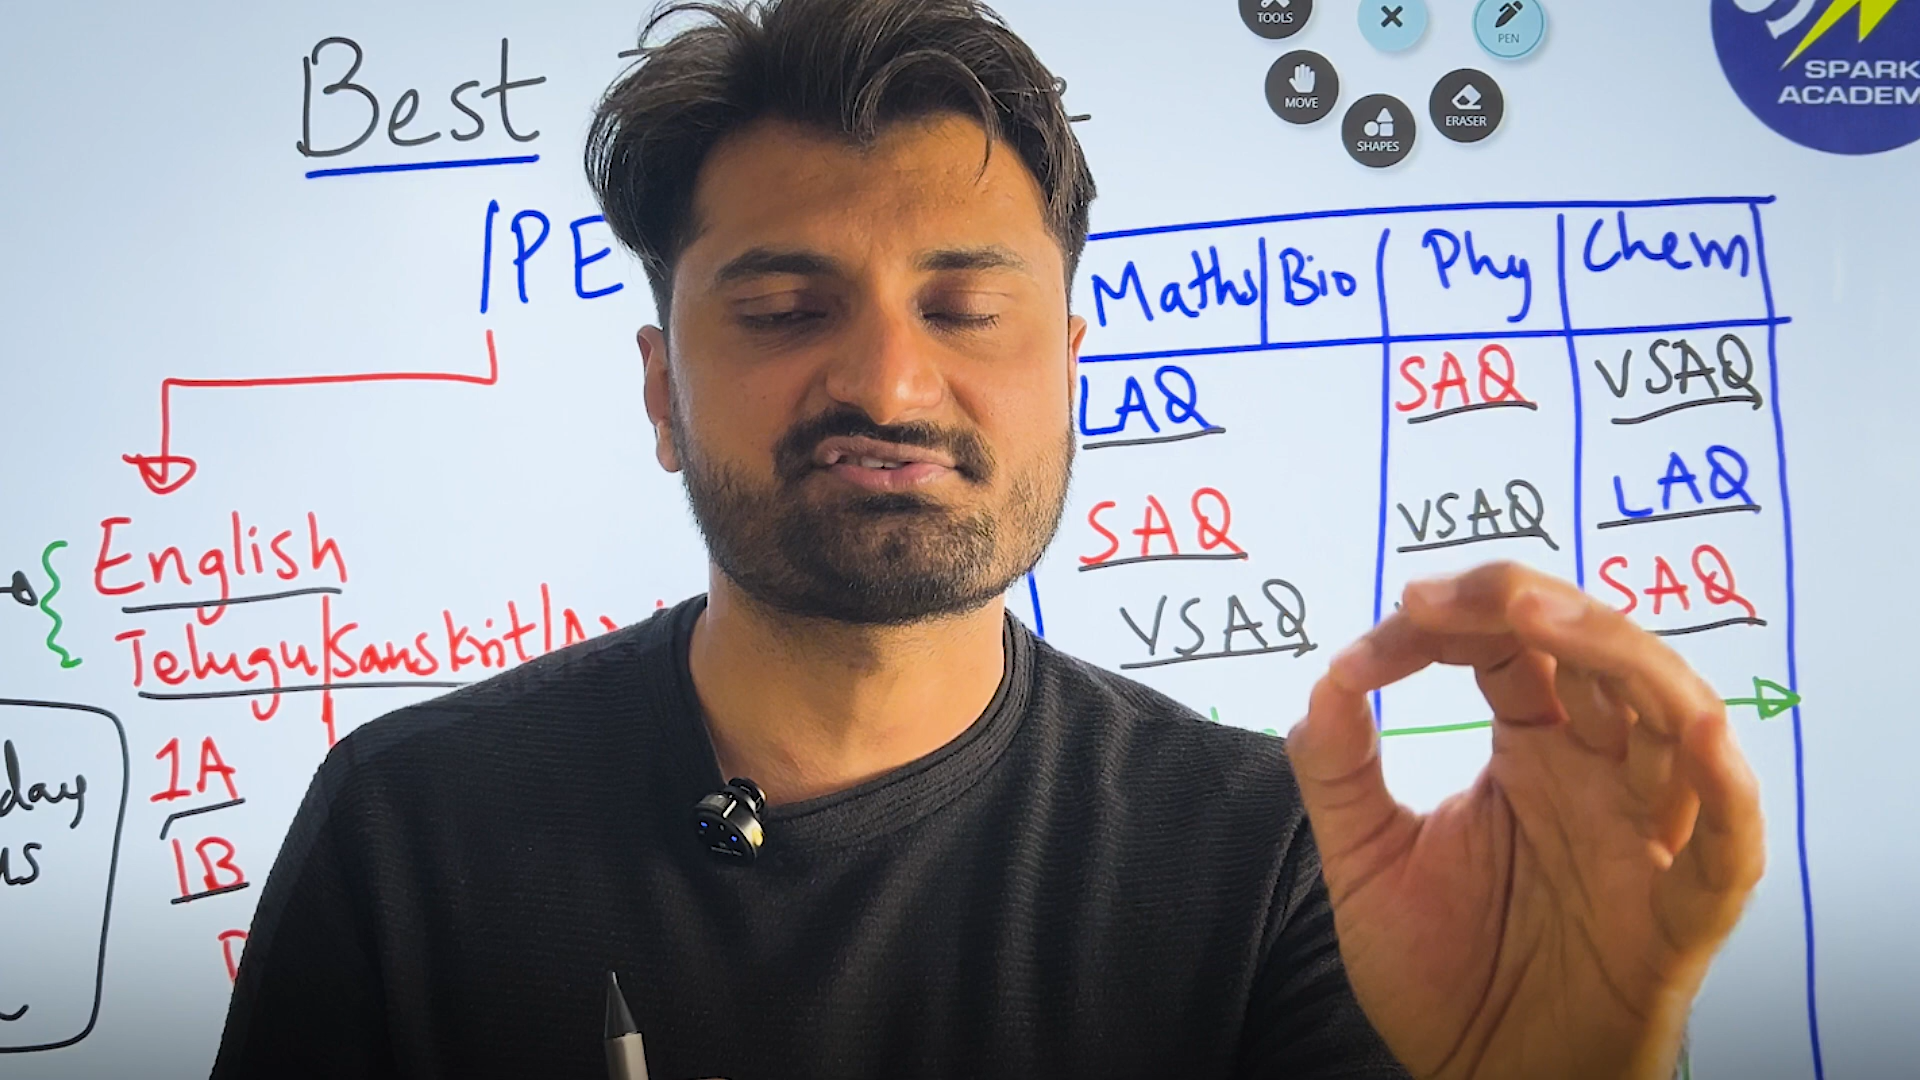 Best
IPE
TOOLS
PEN
MOVE
SHAPES
ERASER
SPARK
ACADEM
Maths/Bio Phy Chem
LAQ SAQ VSAQ
SAQ VSAQ LAQ
VSAQ SAQ
English
Telugu/Sanskrit/
1A
1B
day